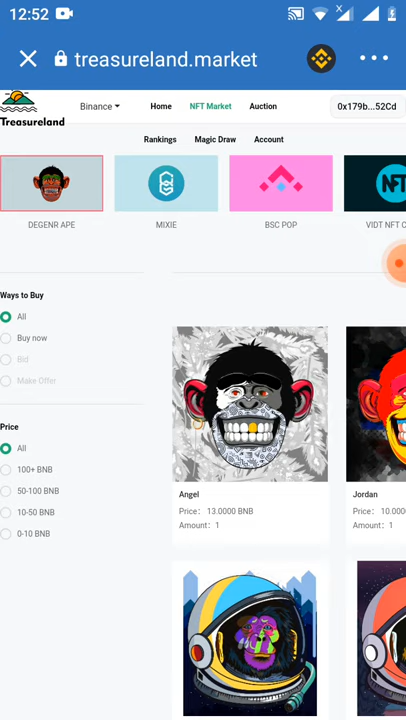 12:52
treasureland.market
Treasureland
Binance
Home
NFT Market
Auction
0x179b...52Cd
Rankings
Magic Draw
Account
DEGENR APE
MIXIE
BSC POP
VIDT NFT C
Ways to Buy
All
Buy now
Bid
Make Offer
Price
All
100+ BNB
50-100 BNB
10-50 BNB
0-10 BNB
Angel
Price: 13.0000 BNB
Amount: 1
Jordan
Price: 10.000
Amount: 1